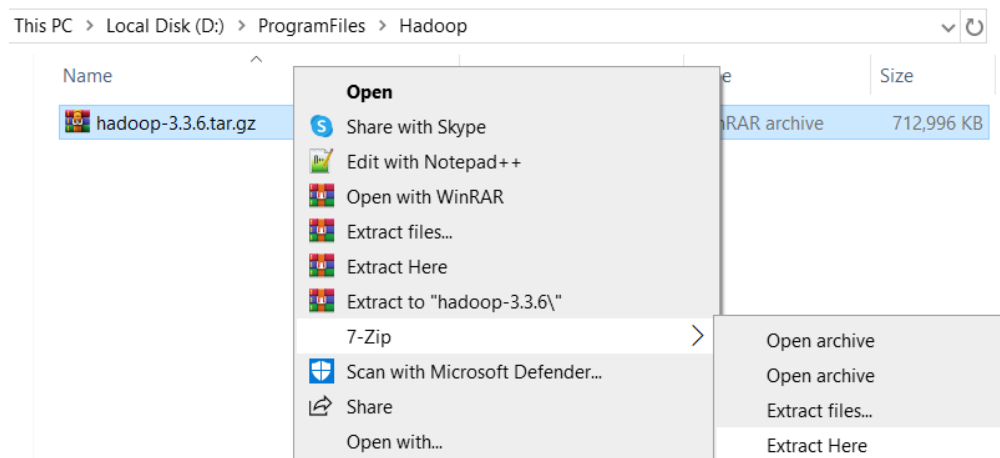 This PC > Local Disk (D:) > ProgramFiles > Hadoop
Name Size
hadoop-3.3.6.tar.gz archive 712,996 KB
Open
Share with Skype
Edit with Notepad++
Open with WinRAR
Extract files...
Extract Here
Extract to "hadoop-3.3.6\"
7-Zip
Scan with Microsoft Defender...
Share
Open with...
Open archive
Open archive
Extract files...
Extract Here